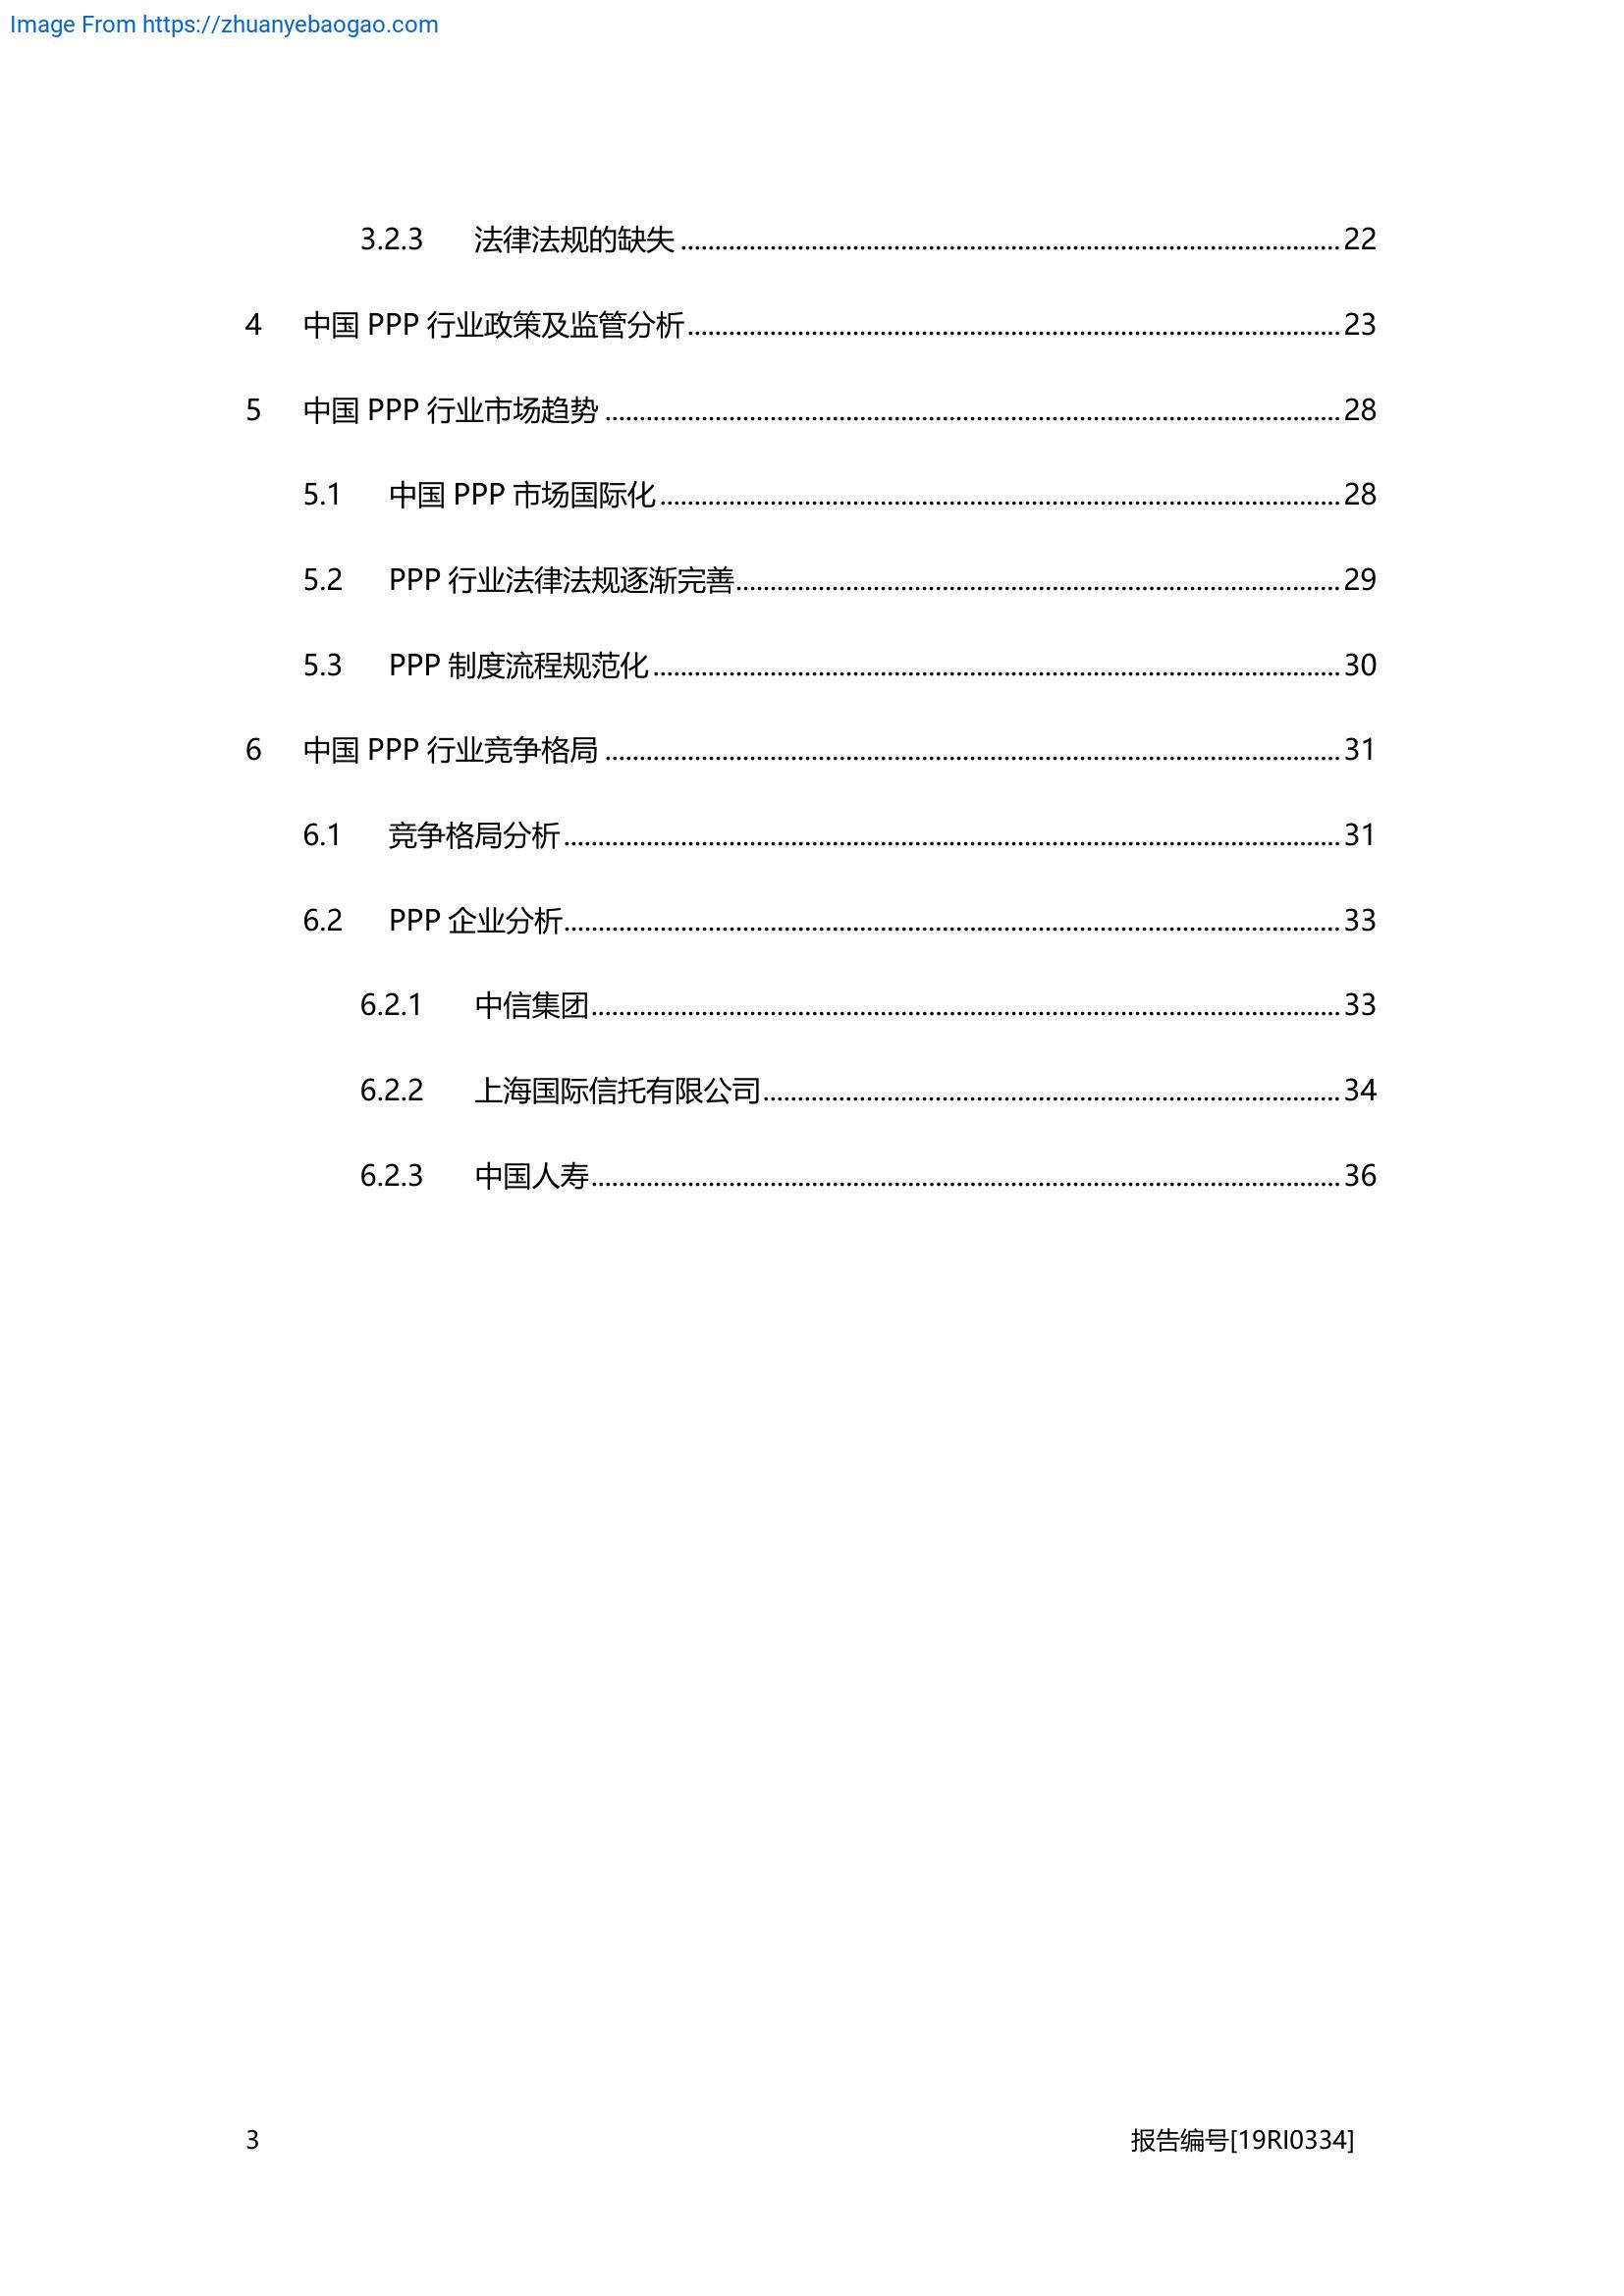 Image From https://zhuanyebaogao.com
3.2.3 法律法规的缺失 22
4 中国 PPP 行业政策及监管分析 23
5 中国 PPP 行业市场趋势 28
5.1 中国 PPP 市场国际化 28
5.2 PPP 行业法律法规逐渐完善 29
5.3 PPP 制度流程规范化 30
6 中国 PPP 行业竞争格局 31
6.1 竞争格局分析 31
6.2 PPP 企业分析 33
6.2.1 中信集团 33
6.2.2 上海国际信托有限公司 34
6.2.3 中国人寿 36
3 报告编号[19RI0334]